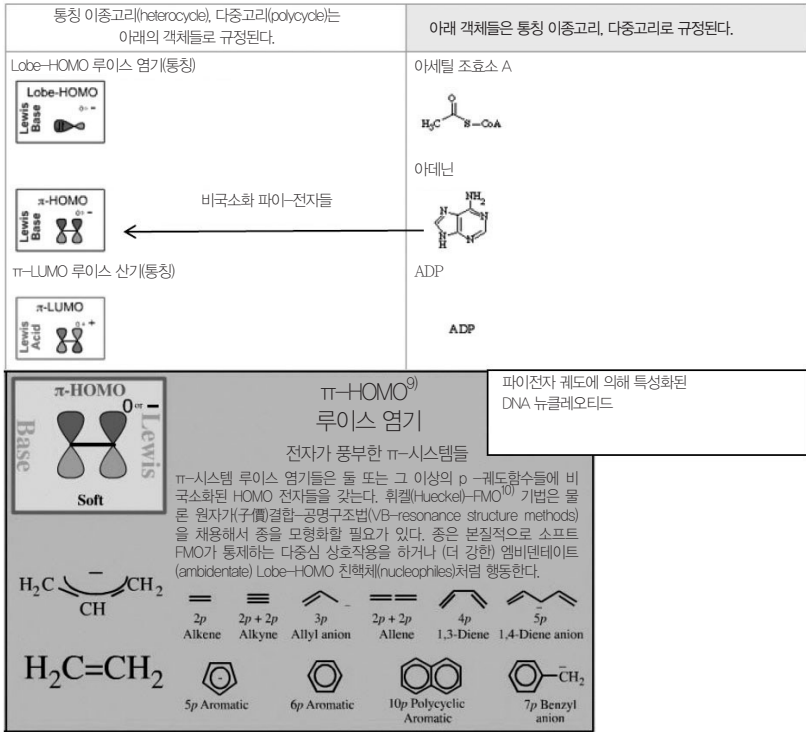 통칭 이종고리(heterocycle), 다중고리(polycycle)는
아래의 객체들로 규정된다.
아래 객체들은 통칭 이종고리, 다중고리로 규정된다.
Lobe-HOMO 루이스 염기(통칭)
Lobe-HOMO
0 or -
Lewis
Base
아세틸 조효소 A
O
H3C
S-CoA
아데닌
π-HOMO
0 or -
Lewis
Base
비국소화 파이-전자들
NH2
N
N
N
H
N
π-LUMO 루이스 산기(통칭)
π-LUMO
0 or +
Lewis
Acid
ADP
ADP
π-HOMO
0 or -
Base
Lewis
Soft
π-HOMO9)
루이스 염기
전자가 풍부한 π-시스템들
파이전자 궤도에 의해 특성화된
DNA 뉴클레오티드
π-시스템 루이스 염기들은 둘 또는 그 이상의 p -궤도함수들에 비
국소화된 HOMO 전자들을 갖는다. 휘켈(Hueckel)-FMO10) 기법은 물
론 원자가(子價)결합-공명구조법(VB-resonance structure methods)
을 채용해서 종을 모형화할 필요가 있다. 종은 본질적으로 소프트
FMO가 통제하는 다중심 상호작용을 하거나 (더 강한) 엠비덴테이트
(ambidentate) Lobe-HOMO 친핵체(nucleophiles)처럼 행동한다.
H2C
CH
CH2
2p
Alkene
2p + 2p
Alkyne
3p
Allyl anion
2p + 2p
Allene
4p
1,3-Diene
5p
1,4-Diene anion
H2C=CH2
5p Aromatic
6p Aromatic
10p Polycyclic
Aromatic
CH2
7p Benzyl
anion